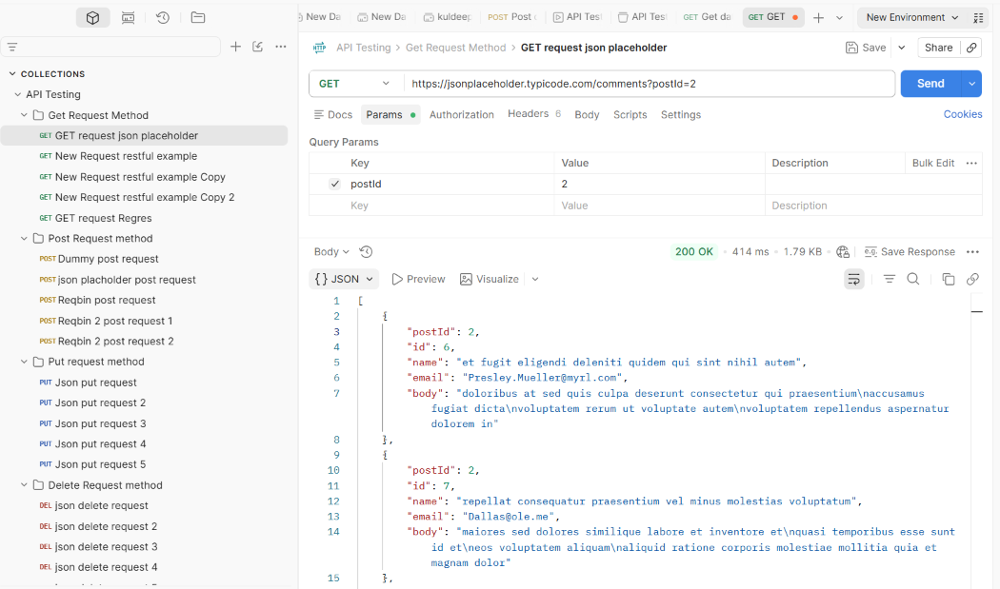 New Da
New Da
kuldeep
POST Post
API Test
API Test
GET Get da
GET GET
New Environment
API Testing > Get Request Method > GET request json placeholder
Save
Share
COLLECTIONS
API Testing
Get Request Method
GET GET request json placeholder
GET New Request restful example
GET New Request restful example Copy
GET New Request restful example Copy 2
GET GET request Regres
Post Request method
POST Dummy post request
POST json placholder post request
POST Reqbin post request
POST Reqbin 2 post request 1
POST Reqbin 2 post request 2
Put request method
PUT Json put request
PUT Json put request 2
PUT Json put request 3
PUT Json put request 4
PUT Json put request 5
Delete Request method
DEL json delete request
DEL json delete request 2
DEL json delete request 3
DEL json delete request 4
GET https://jsonplaceholder.typicode.com/comments?postId=2
Send
Docs Params Authorization Headers 6 Body Scripts Settings Cookies
Query Params
Key Value Description Bulk Edit
postId 2
Key Value Description
Body 200 OK 414 ms 1.79 KB e.g. Save Response
{} JSON Preview Visualize
1 [
2 {
3 "postId": 2,
4 "id": 6,
5 "name": "et fugit eligendi deleniti quidem qui sint nihil autem",
6 "email": "Presley.Mueller@myrl.com",
7 "body": "doloribus at sed quis culpa deserunt consectetur qui praesentium\naccusamus
fugiat dicta\nvoluptatem rerum ut voluptate autem\nvoluptatem repellendus aspernatur
dolorem in"
8 },
9 {
10 "postId": 2,
11 "id": 7,
12 "name": "repellat consequatur praesentium vel minus molestias voluptatum",
13 "email": "Dallas@ole.me",
14 "body": "maiores sed dolores similique labore et inventore et\nquasi temporibus esse sunt
id et\neos voluptatem aliquam\naliquid ratione corporis molestiae mollitia quia et
magnam dolor"
15 },